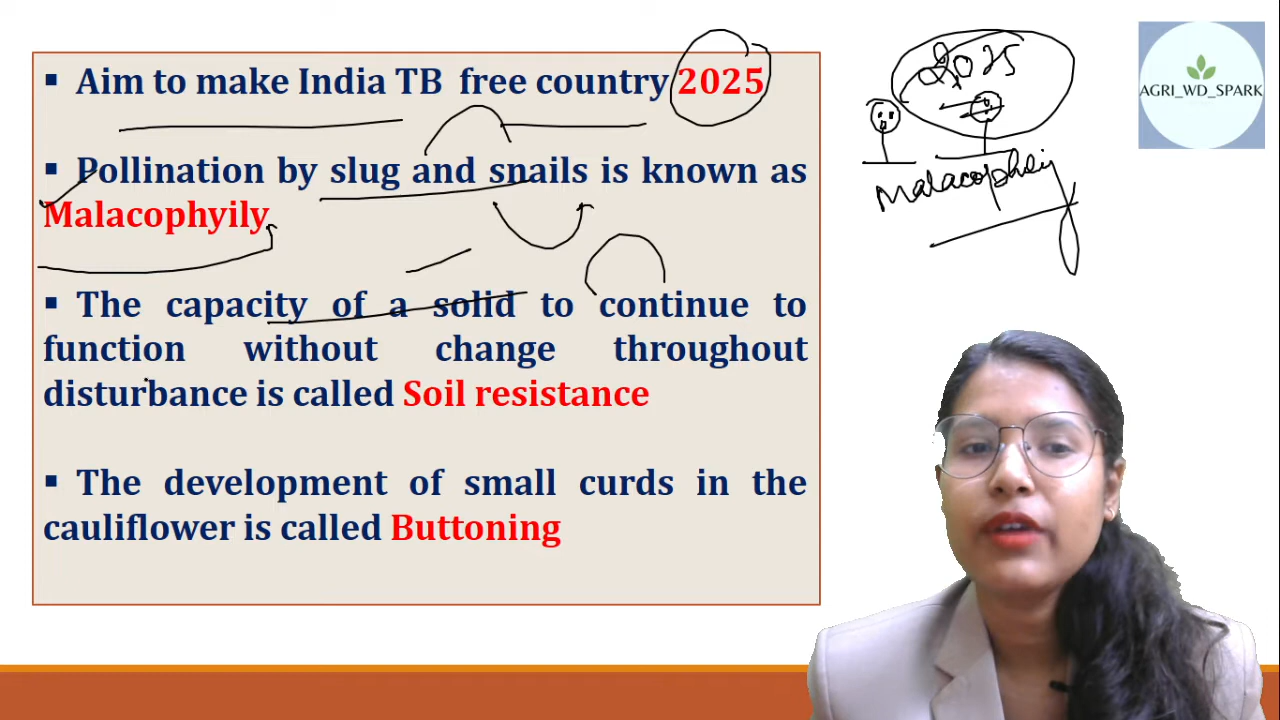 ▪ Aim to make India TB free country 2025
▪ Pollination by slug and snails is known as
Malacophyily
▪ The capacity of a solid to continue to
function without change throughout
disturbance is called Soil resistance
▪ The development of small curds in the
cauliflower is called Buttoning
2025
AGRI_WD_SPARK